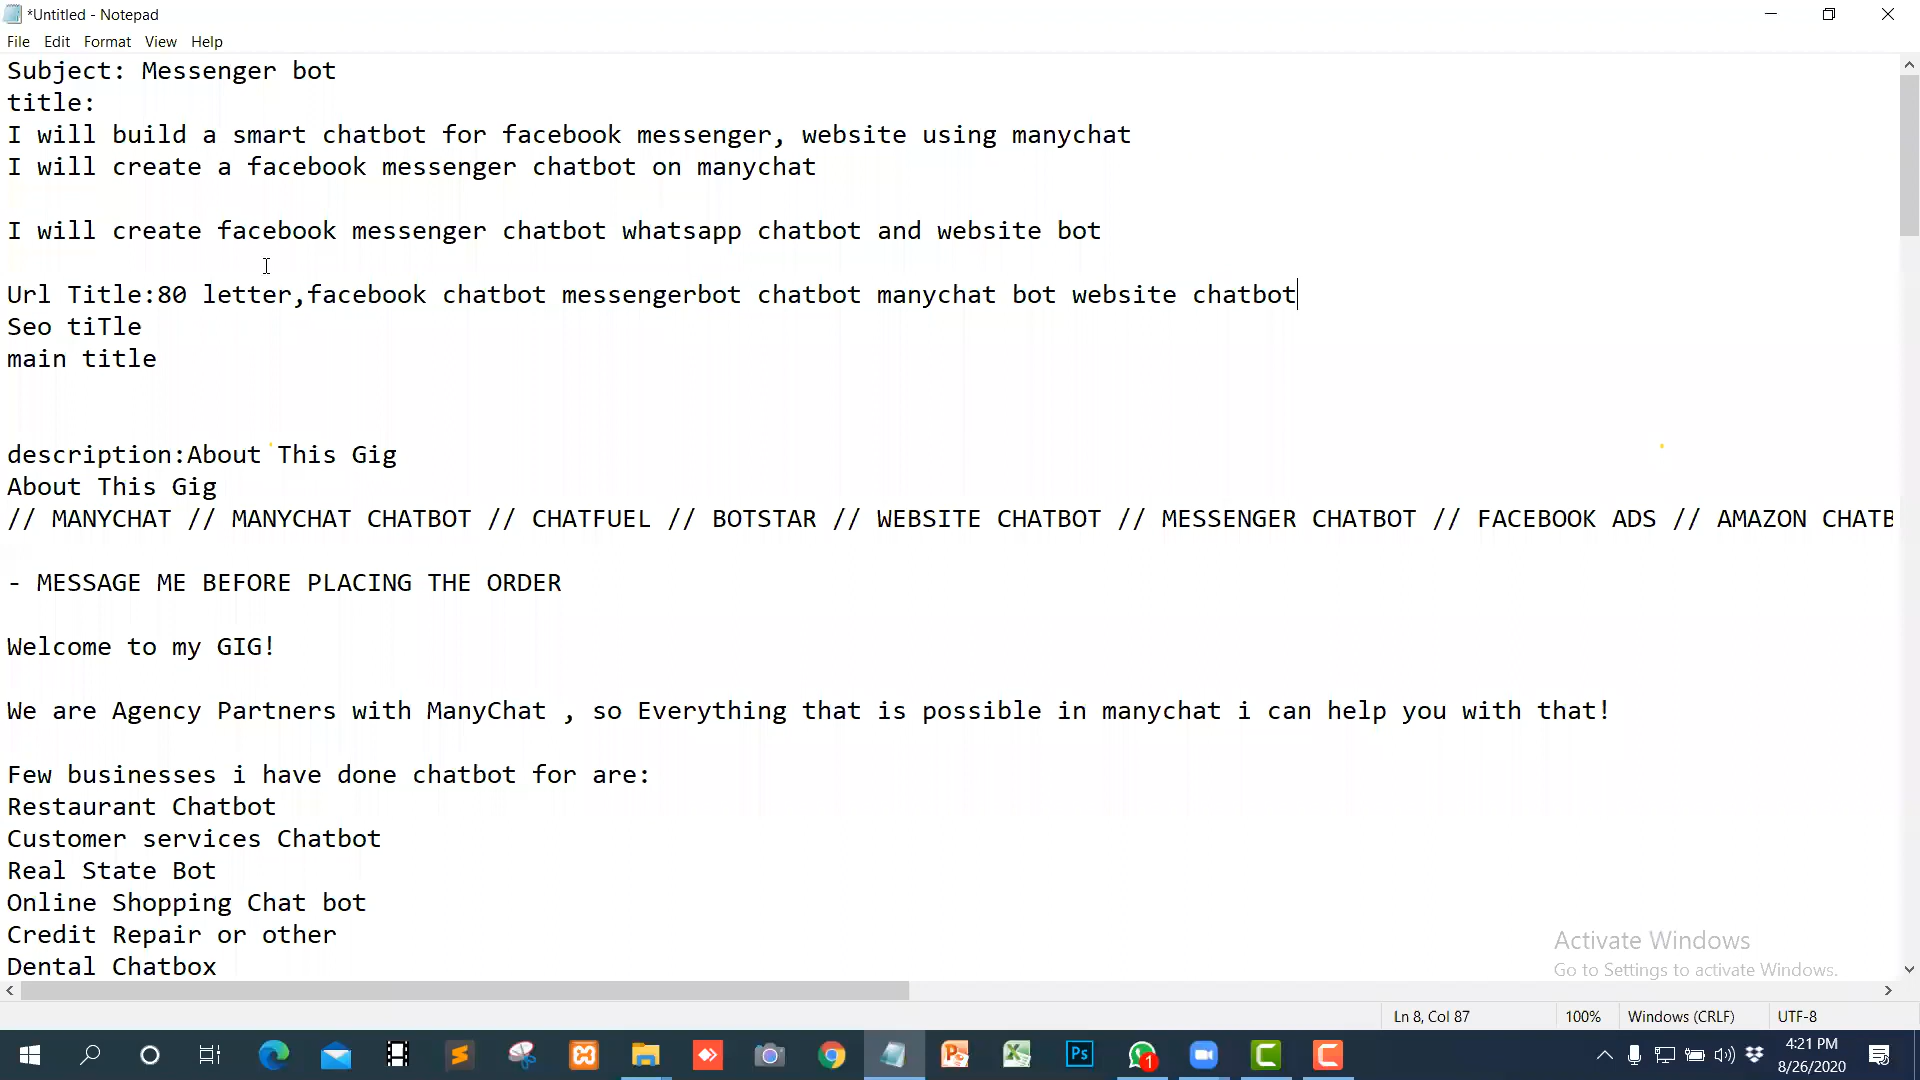 *Untitled - Notepad
File Edit Format View Help
Subject: Messenger bot
title:
I will build a smart chatbot for facebook messenger, website using manychat
I will create a facebook messenger chatbot on manychat
I will create facebook messenger chatbot whatsapp chatbot and website bot
Url Title:80 letter,facebook chatbot messengerbot chatbot manychat bot website chatbot
Seo tiTle
main title
description:About This Gig
About This Gig
// MANYCHAT // MANYCHAT CHATBOT // CHATFUEL // BOTSTAR // WEBSITE CHATBOT // MESSENGER CHATBOT // FACEBOOK ADS // AMAZON CHATB
- MESSAGE ME BEFORE PLACING THE ORDER
Welcome to my GIG!
We are Agency Partners with ManyChat , so Everything that is possible in manychat i can help you with that!
Few businesses i have done chatbot for are:
Restaurant Chatbot
Customer services Chatbot
Real State Bot
Online Shopping Chat bot
Credit Repair or other
Dental Chatbox
Activate Windows
Go to Settings to activate Windows.
Ln 8, Col 87 100% Windows (CRLF) UTF-8
Ps
1
4:21 PM
8/26/2020